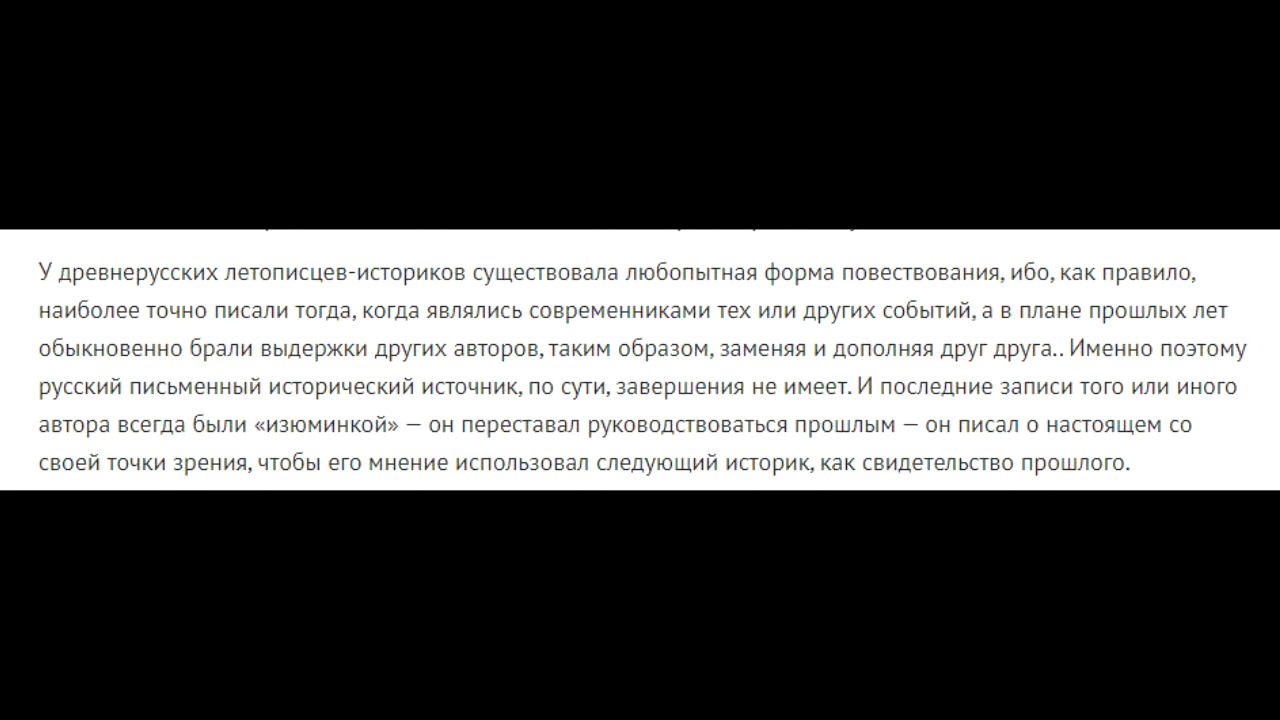 У древнерусских летописцев-историков существовала любопытная форма повествования, ибо, как правило,
наиболее точно писали тогда, когда являлись современниками тех или других событий, а в плане прошлых лет
обыкновенно брали выдержки других авторов, таким образом, заменяя и дополняя друг друга.. Именно поэтому
русский письменный исторический источник, по сути, завершения не имеет. И последние записи того или иного
автора всегда были «изюминкой» — он переставал руководствоваться прошлым — он писал о настоящем со
своей точки зрения, чтобы его мнение использовал следующий историк, как свидетельство прошлого.